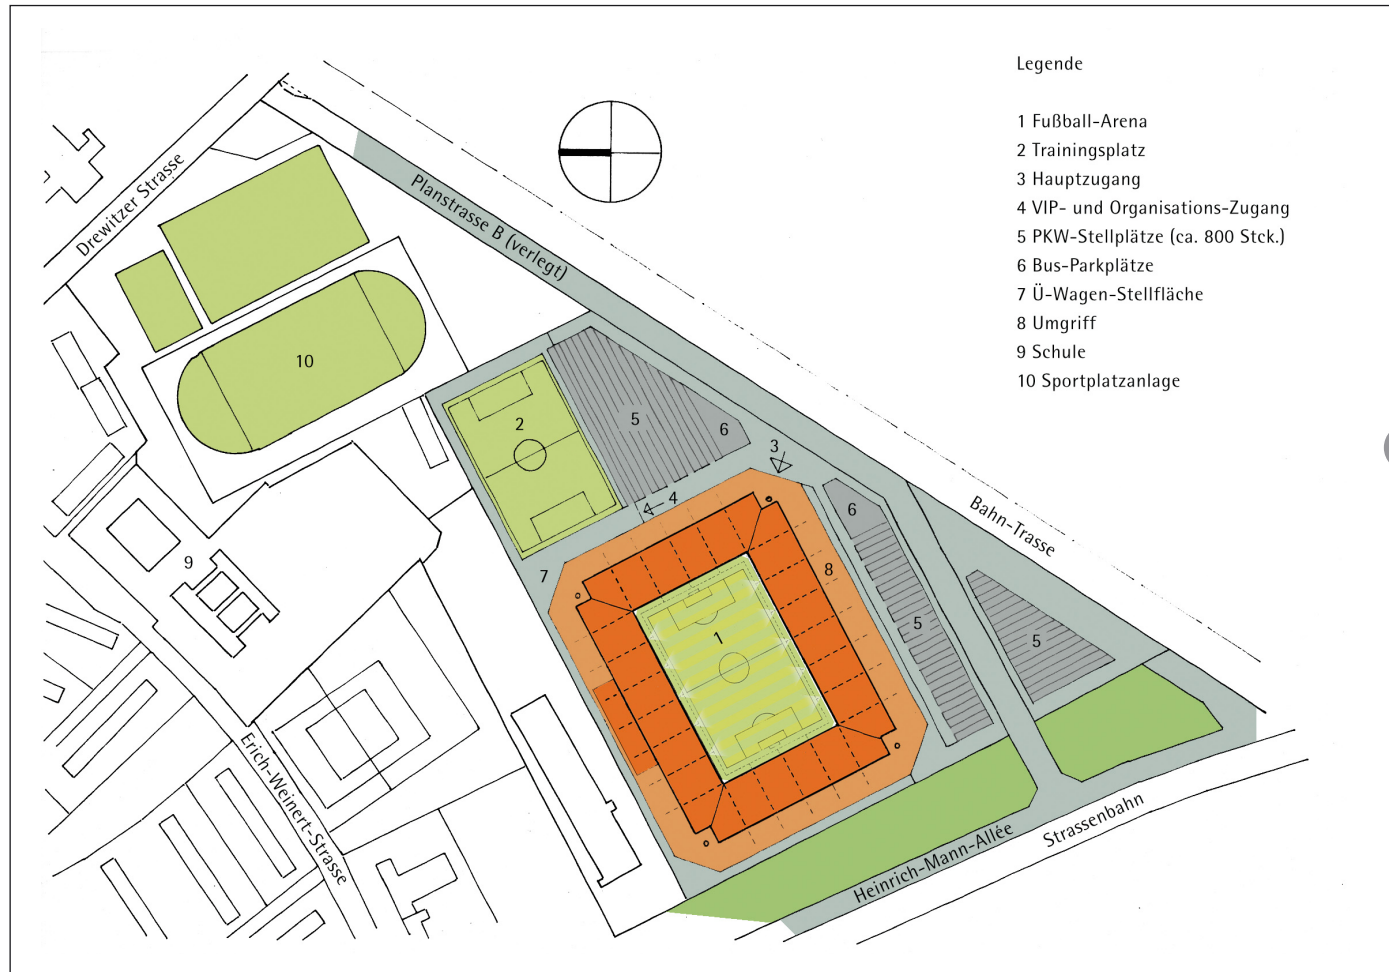 Legende
1 Fußball-Arena
2 Trainingsplatz
3 Hauptzugang
4 VIP- und Organisations-Zugang
5 PKW-Stellplätze (ca. 800 Stck.)
6 Bus-Parkplätze
7 Ü-Wagen-Stellfläche
8 Umgriff
9 Schule
10 Sportplatzanlage
Drewitzer Strasse
Planstrasse B (verlegt)
10
2
5
6
3
4
6
Bahn-Trasse
9
7
8
1
5
5
Erich-Weinert-Strasse
Heinrich-Mann-Allée
Strassenbahn